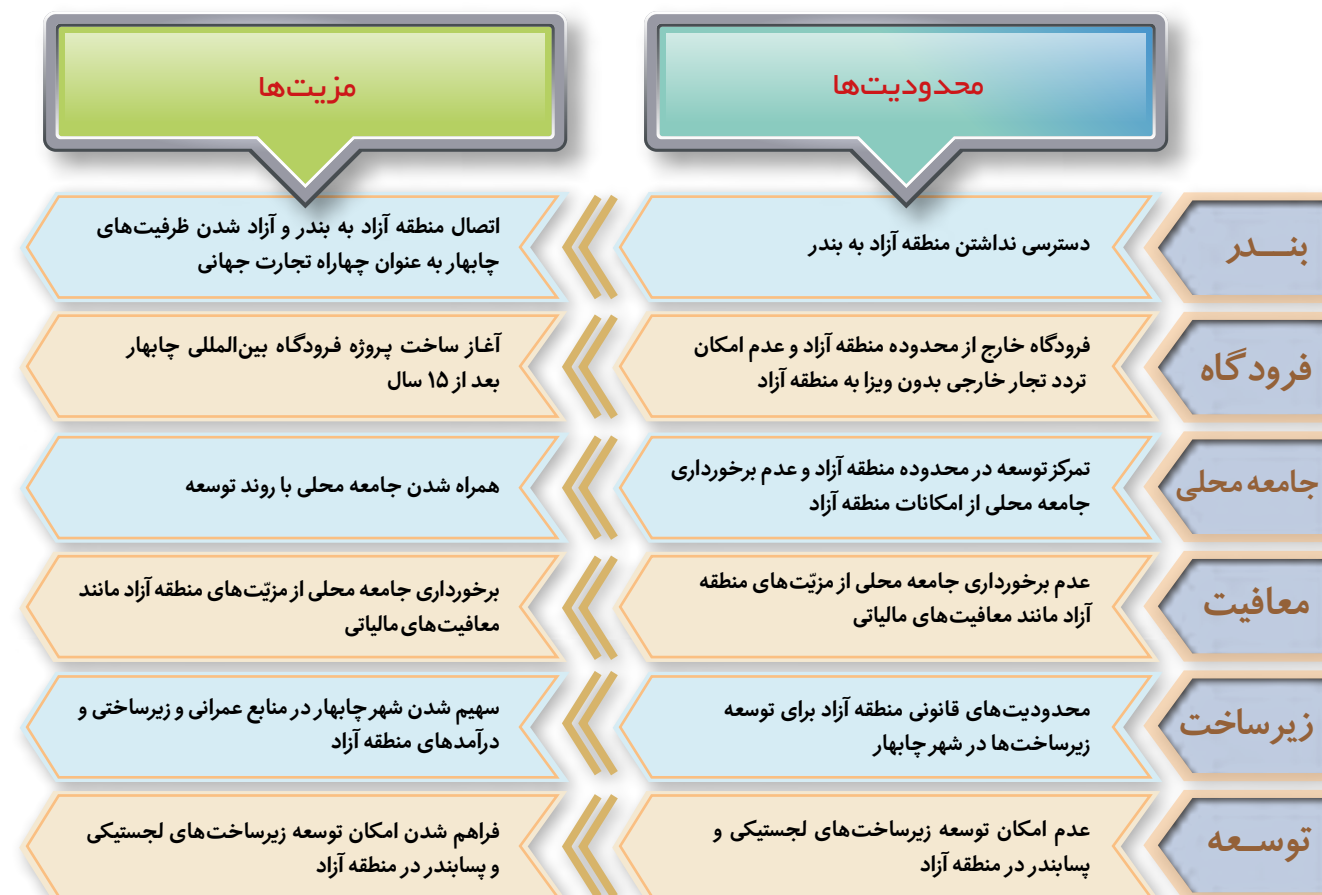 محدودیت‌ها
مزیت‌ها
بنـــدر
دسترسی نداشتن منطقه آزاد به بندر
اتصال منطقه آزاد به بندر و آزاد شدن ظرفیت‌های
چابهار به عنوان چهاراه تجارت جهانی
فرودگاه
فرودگاه خارج از محدوده منطقه آزاد و عدم امکان
تردد تجار خارجی بدون ویزا به منطقه آزاد
آغاز ساخت پروژه فرودگاه بین‌المللی چابهار
بعد از ۱۵ سال
جامعه محلی
تمرکز توسعه در محدوده منطقه آزاد و عدم برخورداری
جامعه محلی از امکانات منطقه آزاد
همراه شدن جامعه محلی با روند توسعه
معافیت
عدم برخورداری جامعه محلی از مزیّت‌های منطقه
آزاد مانند معافیت‌های مالیاتی
برخورداری جامعه محلی از مزیّت‌های منطقه آزاد مانند
معافیت‌های مالیاتی
زیرساخت
محدودیت‌های قانونی منطقه آزاد برای توسعه
زیرساخت‌ها در شهر چابهار
سهیم شدن شهر چابهار در منابع عمرانی و زیرساختی و
درآمدهای منطقه آزاد
توسـعه
عدم امکان توسعه زیرساخت‌های لجستیکی و
پسابندر در منطقه آزاد
فراهم شدن امکان توسعه زیرساخت‌های لجستیکی
و پسابندر در منطقه آزاد